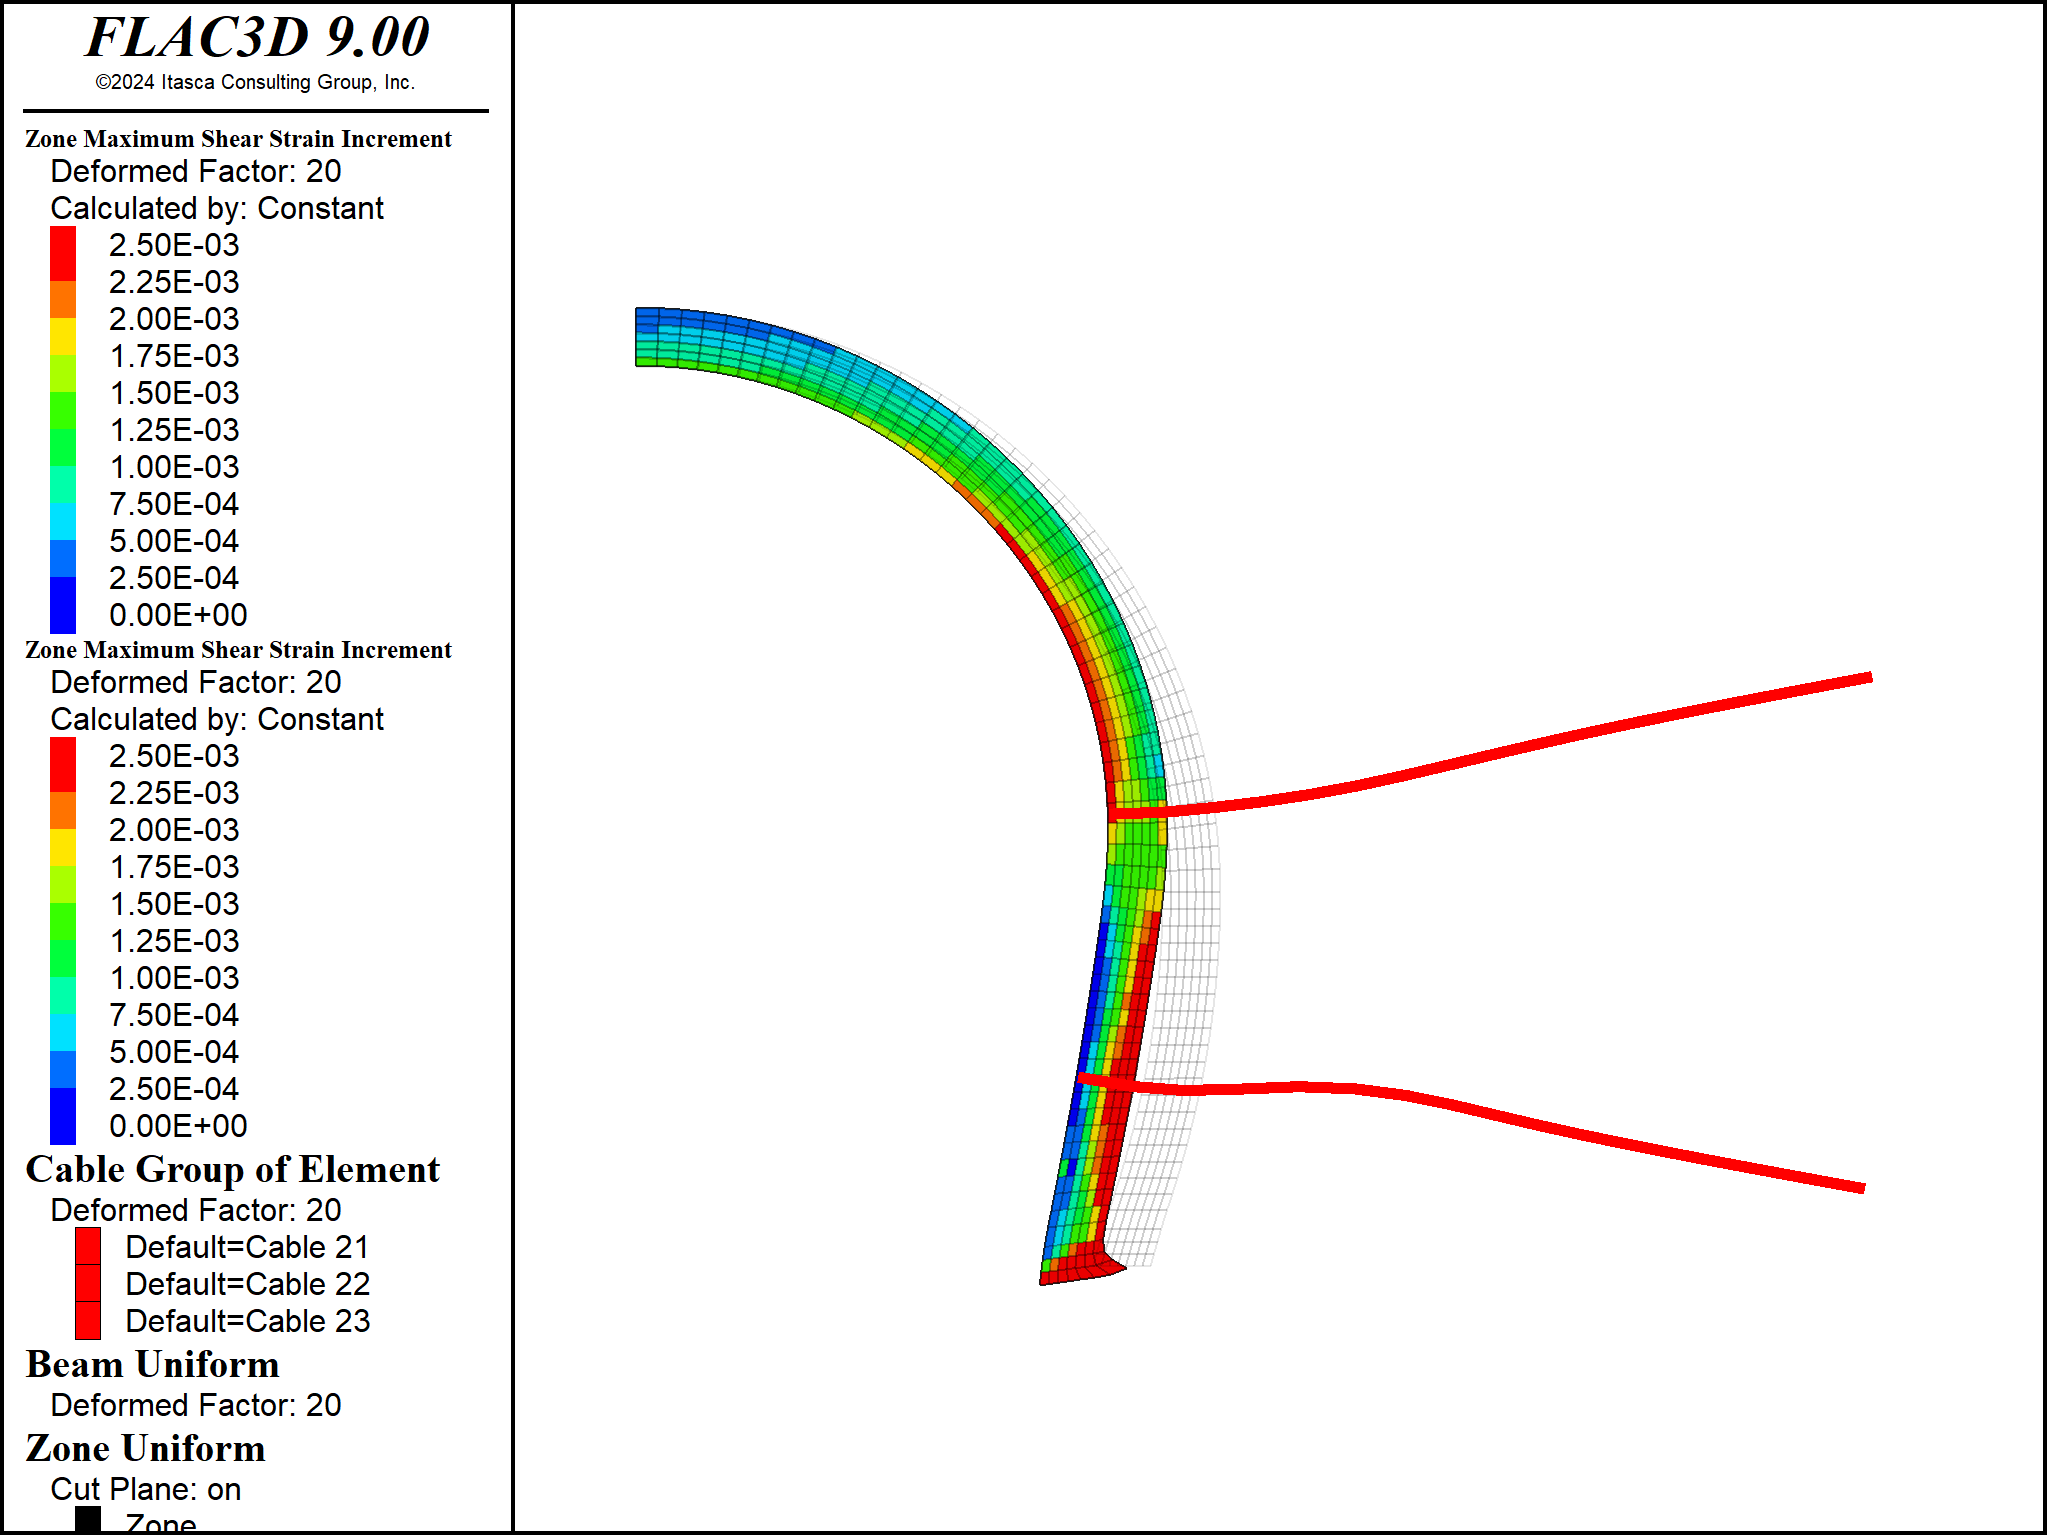 FLAC3D 9.00
©2024 Itasca Consulting Group, Inc.
Zone Maximum Shear Strain Increment
Deformed Factor: 20
Calculated by: Constant
2.50E-03
2.25E-03
2.00E-03
1.75E-03
1.50E-03
1.25E-03
1.00E-03
7.50E-04
5.00E-04
2.50E-04
0.00E+00
Zone Maximum Shear Strain Increment
Deformed Factor: 20
Calculated by: Constant
2.50E-03
2.25E-03
2.00E-03
1.75E-03
1.50E-03
1.25E-03
1.00E-03
7.50E-04
5.00E-04
2.50E-04
0.00E+00
Cable Group of Element
Deformed Factor: 20
Default=Cable 21
Default=Cable 22
Default=Cable 23
Beam Uniform
Deformed Factor: 20
Zone Uniform
Cut Plane: on
Zone